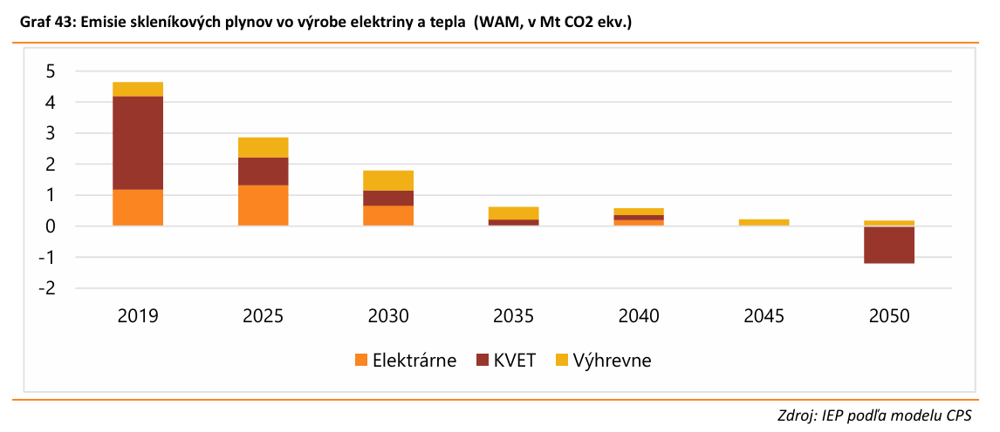 Graf 43: Emisie skleníkových plynov vo výrobe elektriny a tepla  (WAM, v Mt CO2 ekv.)
5
4
3
2
1
0
-1
-2
2019 2025 2030 2035 2040 2045 2050
Elektrárne KVET Výhrevne
Zdroj: IEP podľa modelu CPS